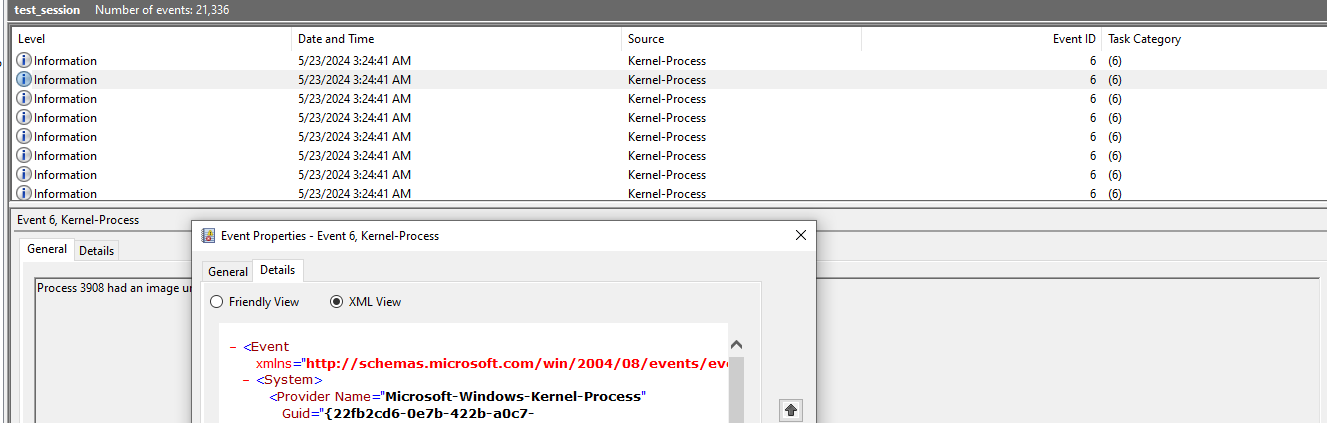 test_session Number of events: 21,336
Level Date and Time Source Event ID Task Category
Information 5/23/2024 3:24:41 AM Kernel-Process 6 (6)
Information 5/23/2024 3:24:41 AM Kernel-Process 6 (6)
Information 5/23/2024 3:24:41 AM Kernel-Process 6 (6)
Information 5/23/2024 3:24:41 AM Kernel-Process 6 (6)
Information 5/23/2024 3:24:41 AM Kernel-Process 6 (6)
Information 5/23/2024 3:24:41 AM Kernel-Process 6 (6)
Information 5/23/2024 3:24:41 AM Kernel-Process 6 (6)
Information 5/23/2024 3:24:41 AM Kernel-Process 6 (6)
Event 6, Kernel-Process
General Details
Process 3908 had an image
Event Properties - Event 6, Kernel-Process
General Details
Friendly View XML View
– <Event
xmlns="http://schemas.microsoft.com/win/2004/08/events/
– <System>
<Provider Name="Microsoft-Windows-Kernel-Process"
Guid="{22fb2cd6-0e7b-422b-a0c7-